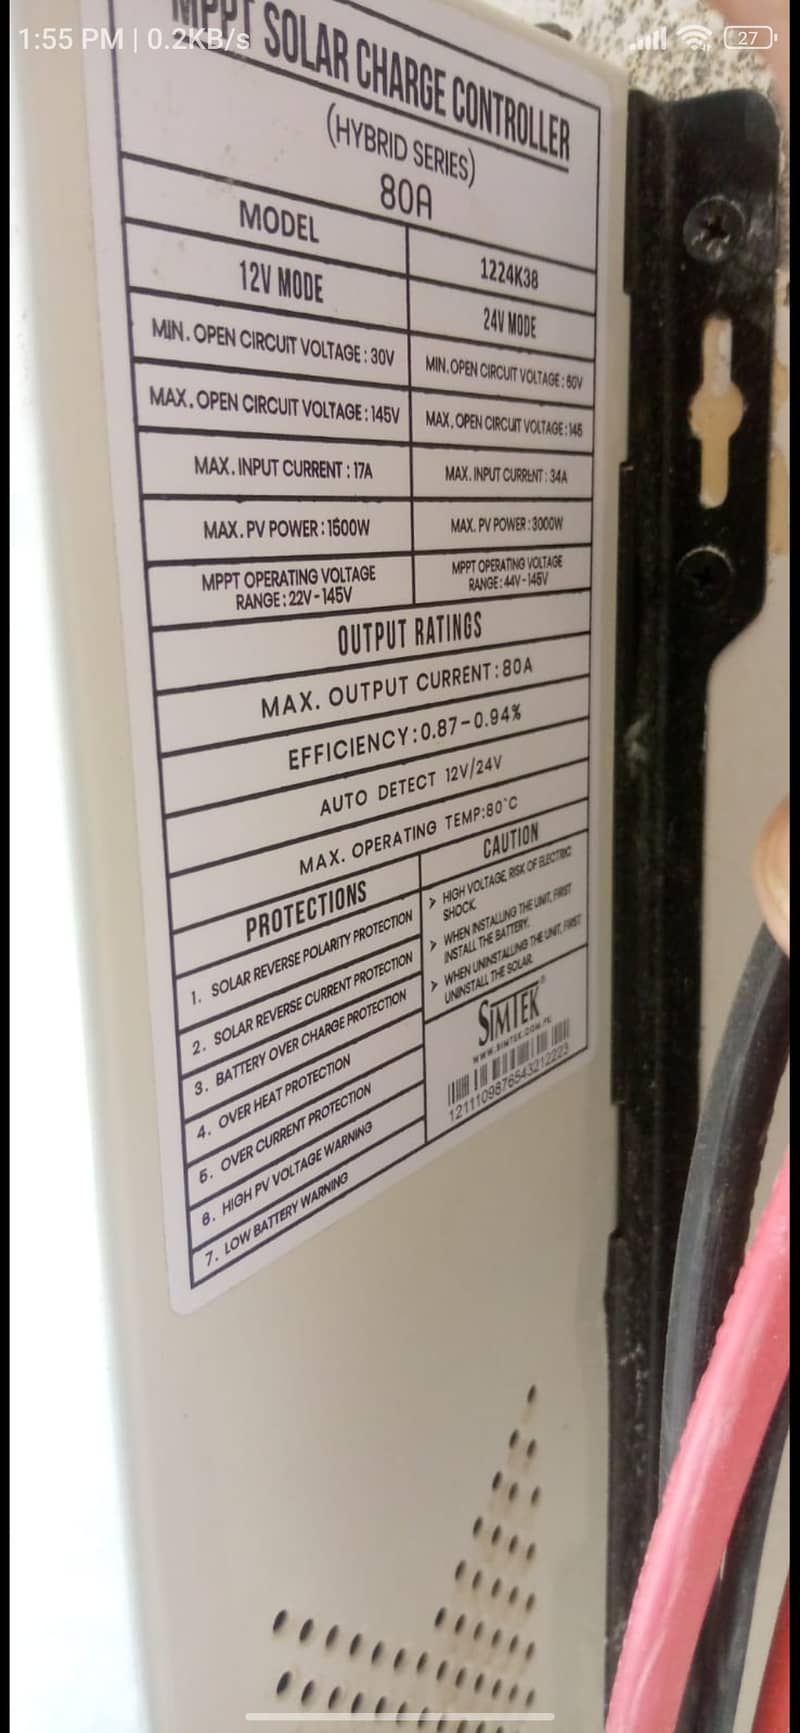 1:55 PM | 0.2KB/s
27
MPPT SOLAR CHARGE CONTROLLER
(HYBRID SERIES)
80A
MODEL
1224K38
12V MODE
24V MODE
MIN. OPEN CIRCUIT VOLTAGE : 30V
MIN. OPEN CIRCUIT VOLTAGE : 60V
MAX. OPEN CIRCUIT VOLTAGE : 145V
MAX. OPEN CIRCUIT VOLTAGE : 145
MAX. INPUT CURRENT : 17A
MAX. INPUT CURRENT : 34A
MAX. PV POWER : 1500W
MAX. PV POWER : 3000W
MPPT OPERATING VOLTAGE
RANGE : 22V - 145V
MPPT OPERATING VOLTAGE
RANGE : 44V - 145V
OUTPUT RATINGS
MAX. OUTPUT CURRENT : 80A
EFFICIENCY : 0.87 - 0.94%
AUTO DETECT 12V/24V
MAX. OPERATING TEMP:80°C
PROTECTIONS
1. SOLAR REVERSE POLARITY PROTECTION
2. SOLAR REVERSE CURRENT PROTECTION
3. BATTERY OVER CHARGE PROTECTION
4. OVER HEAT PROTECTION
5. OVER CURRENT PROTECTION
6. HIGH PV VOLTAGE WARNING
7. LOW BATTERY WARNING
CAUTION
> HIGH VOLTAGE, RISK OF ELECTRIC
SHOCK.
> WHEN INSTALING THE UNIT, FIRST
INSTALL THE BATTERY.
> WHEN UNINSTALLING THE UNIT, FIRST
UNINSTALL THE SOLAR.
SIMTEK®
WWW.SIMTEK.COM.PK
1211109876543212223